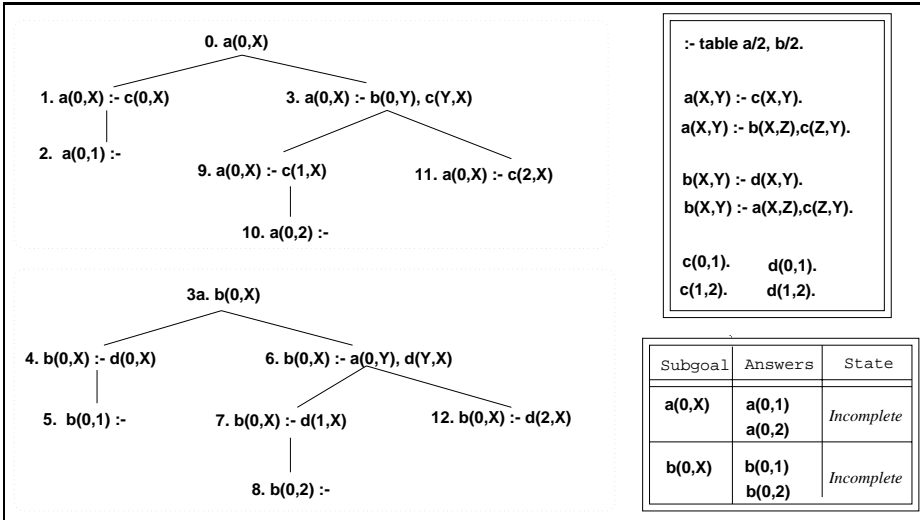 0. a(0,X)
1. a(0,X) :- c(0,X)
3. a(0,X) :- b(0,Y), c(Y,X)
2. a(0,1) :-
9. a(0,X) :- c(1,X)
11. a(0,X) :- c(2,X)
10. a(0,2) :-
3a. b(0,X)
4. b(0,X) :- d(0,X)
6. b(0,X) :- a(0,Y), d(Y,X)
5. b(0,1) :-
7. b(0,X) :- d(1,X)
12. b(0,X) :- d(2,X)
8. b(0,2) :-
:- table a/2, b/2.
a(X,Y) :- c(X,Y).
a(X,Y) :- b(X,Z),c(Z,Y).
b(X,Y) :- d(X,Y).
b(X,Y) :- a(X,Z),c(Z,Y).
c(0,1). d(0,1).
c(1,2). d(1,2).
Subgoal Answers State
a(0,X) a(0,1) Incomplete
a(0,2)
b(0,X) b(0,1) Incomplete
b(0,2)